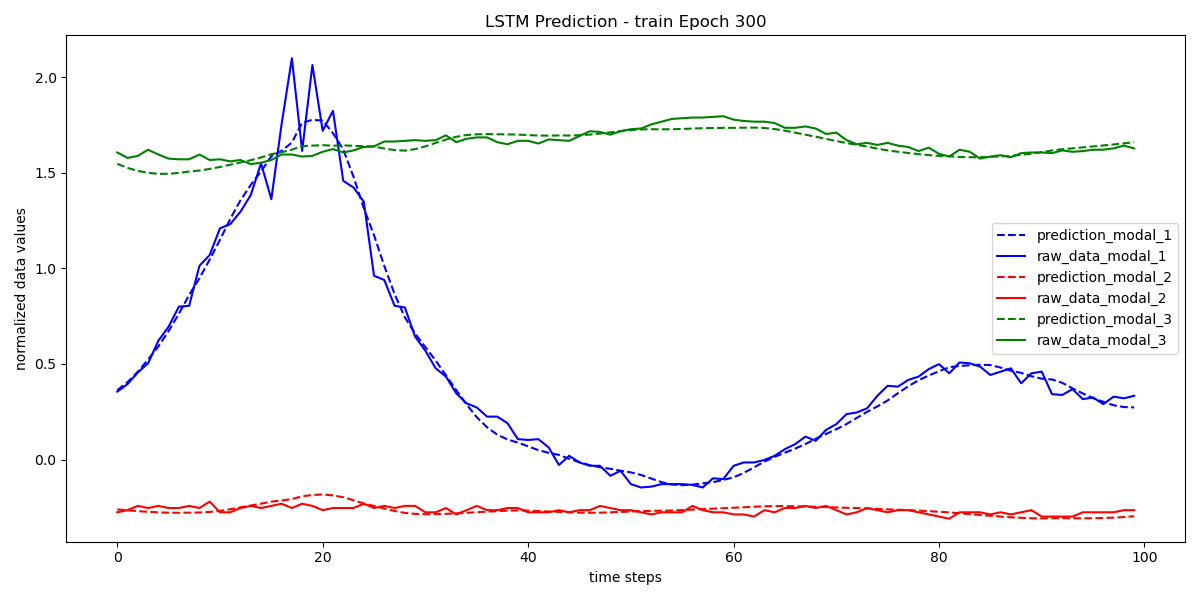 LSTM Prediction - train Epoch 300
normalized data values
2.0
1.5
1.0
0.5
0.0
prediction_modal_1
raw_data_modal_1
prediction_modal_2
raw_data_modal_2
prediction_modal_3
raw_data_modal_3
0 20 40 60 80 100
time steps